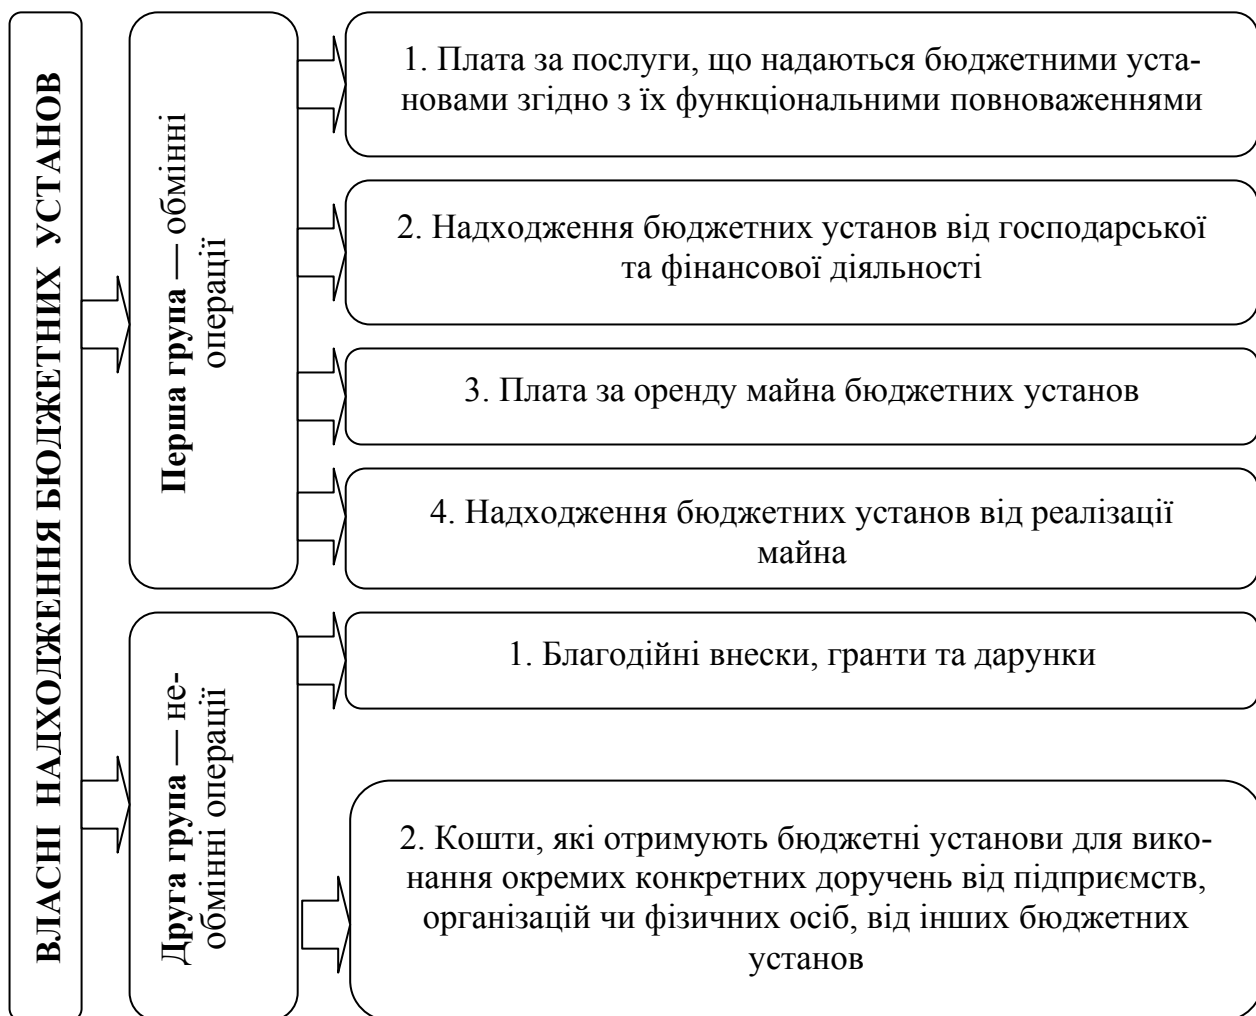 ВЛАСНІ НАДХОДЖЕННЯ БЮДЖЕТНИХ УСТАНОВ
Перша група — обмінні
операції
1. Плата за послуги, що надаються бюджетними уста-
новами згідно з їх функціональними повноваженнями
2. Надходження бюджетних установ від господарської
та фінансової діяльності
3. Плата за оренду майна бюджетних установ
4. Надходження бюджетних установ від реалізації
майна
Друга група — не-
обмінні операції
1. Благодійні внески, гранти та дарунки
2. Кошти, які отримують бюджетні установи для вико-
нання окремих конкретних доручень від підприємств,
організацій чи фізичних осіб, від інших бюджетних
установ